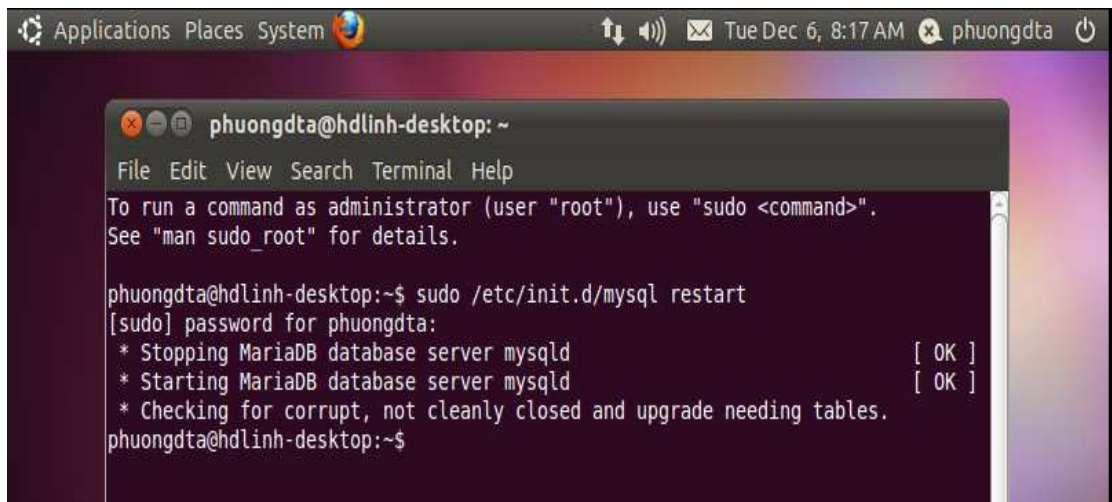 Applications Places System Tue Dec 6, 8:17 AM phuongdta
phuongdta@hdlinh-desktop: ~
File Edit View Search Terminal Help
To run a command as administrator (user "root"), use "sudo <command>".
See "man sudo_root" for details.
phuongdta@hdlinh-desktop:~$ sudo /etc/init.d/mysql restart
[sudo] password for phuongdta:
* Stopping MariaDB database server mysqld [ OK ]
* Starting MariaDB database server mysqld [ OK ]
* Checking for corrupt, not cleanly closed and upgrade needing tables.
phuongdta@hdlinh-desktop:~$